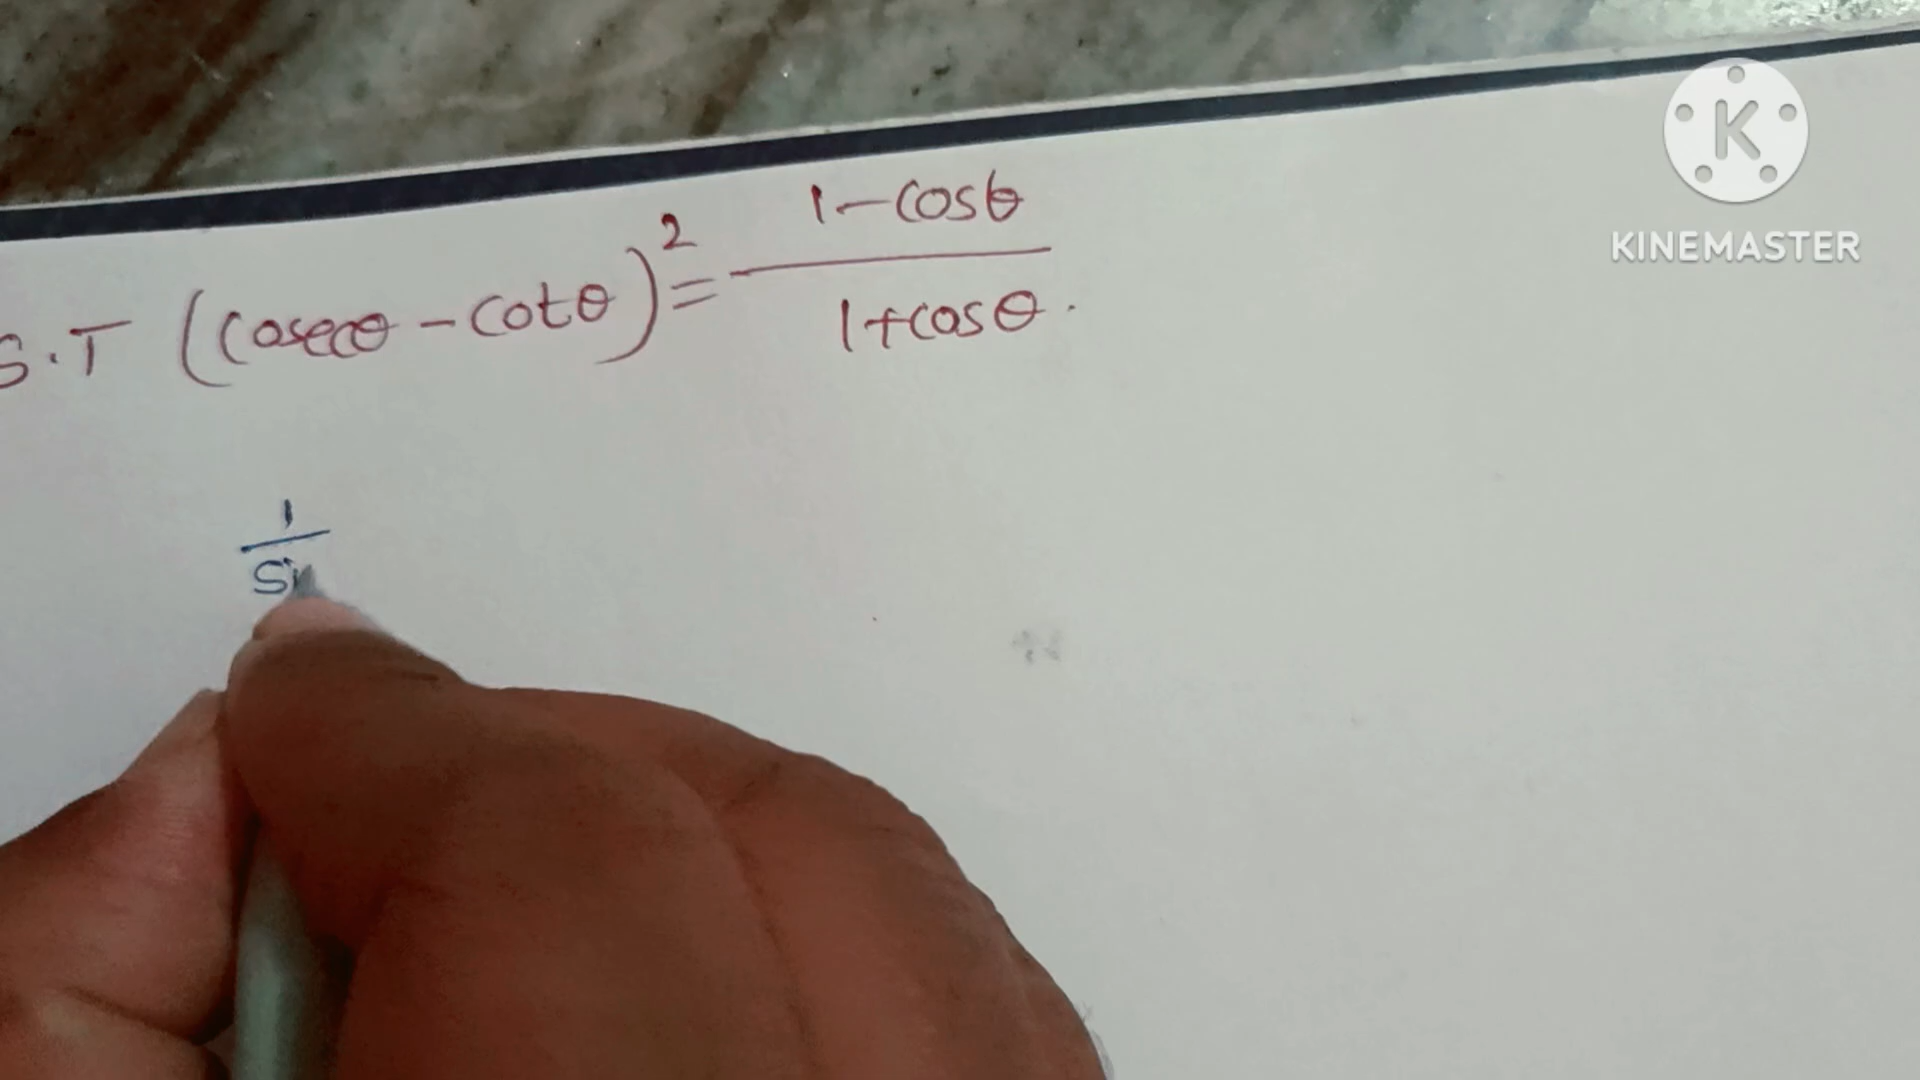 S.T (cosecθ - cotθ)² = 1-cosθ / 1+cosθ.
1 / Si
K
KINEMASTER